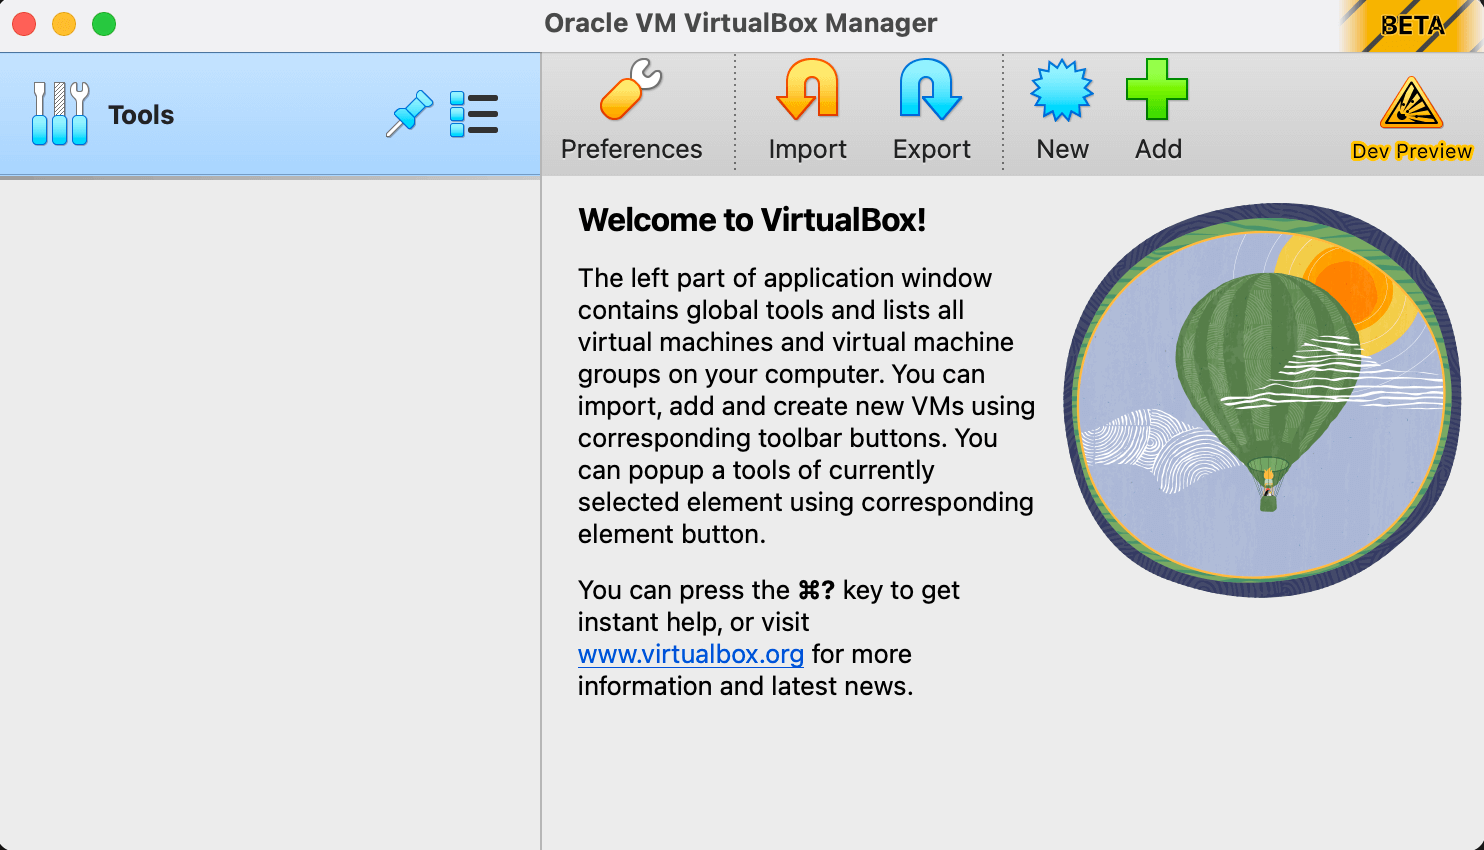 Oracle VM VirtualBox Manager
BETA
Tools
Preferences
Import
Export
New
Add
Dev Preview
Welcome to VirtualBox!
The left part of application window
contains global tools and lists all
virtual machines and virtual machine
groups on your computer. You can
import, add and create new VMs using
corresponding toolbar buttons. You
can popup a tools of currently
selected element using corresponding
element button.
You can press the ⌘? key to get
instant help, or visit
www.virtualbox.org for more
information and latest news.